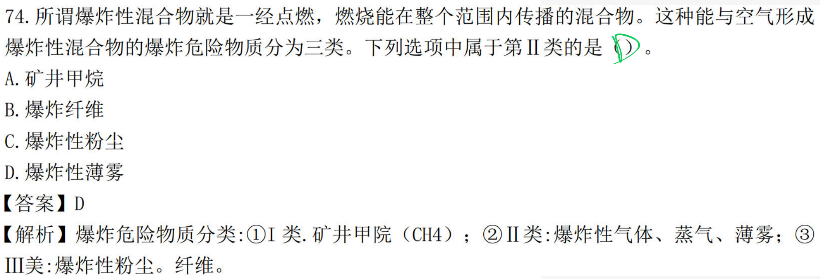 74.所谓爆炸性混合物就是一经点燃，燃烧能在整个范围内传播的混合物。这种能与空气形成
爆炸性混合物的爆炸危险物质分为三类。下列选项中属于第Ⅱ类的是（D）。
A.矿井甲烷
B.爆炸纤维
C.爆炸性粉尘
D.爆炸性薄雾
【答案】D
【解析】爆炸危险物质分类:①I 类.矿井甲院（CH4）；②Ⅱ类:爆炸性气体、蒸气、薄雾；③
Ⅲ美:爆炸性粉尘。纤维。